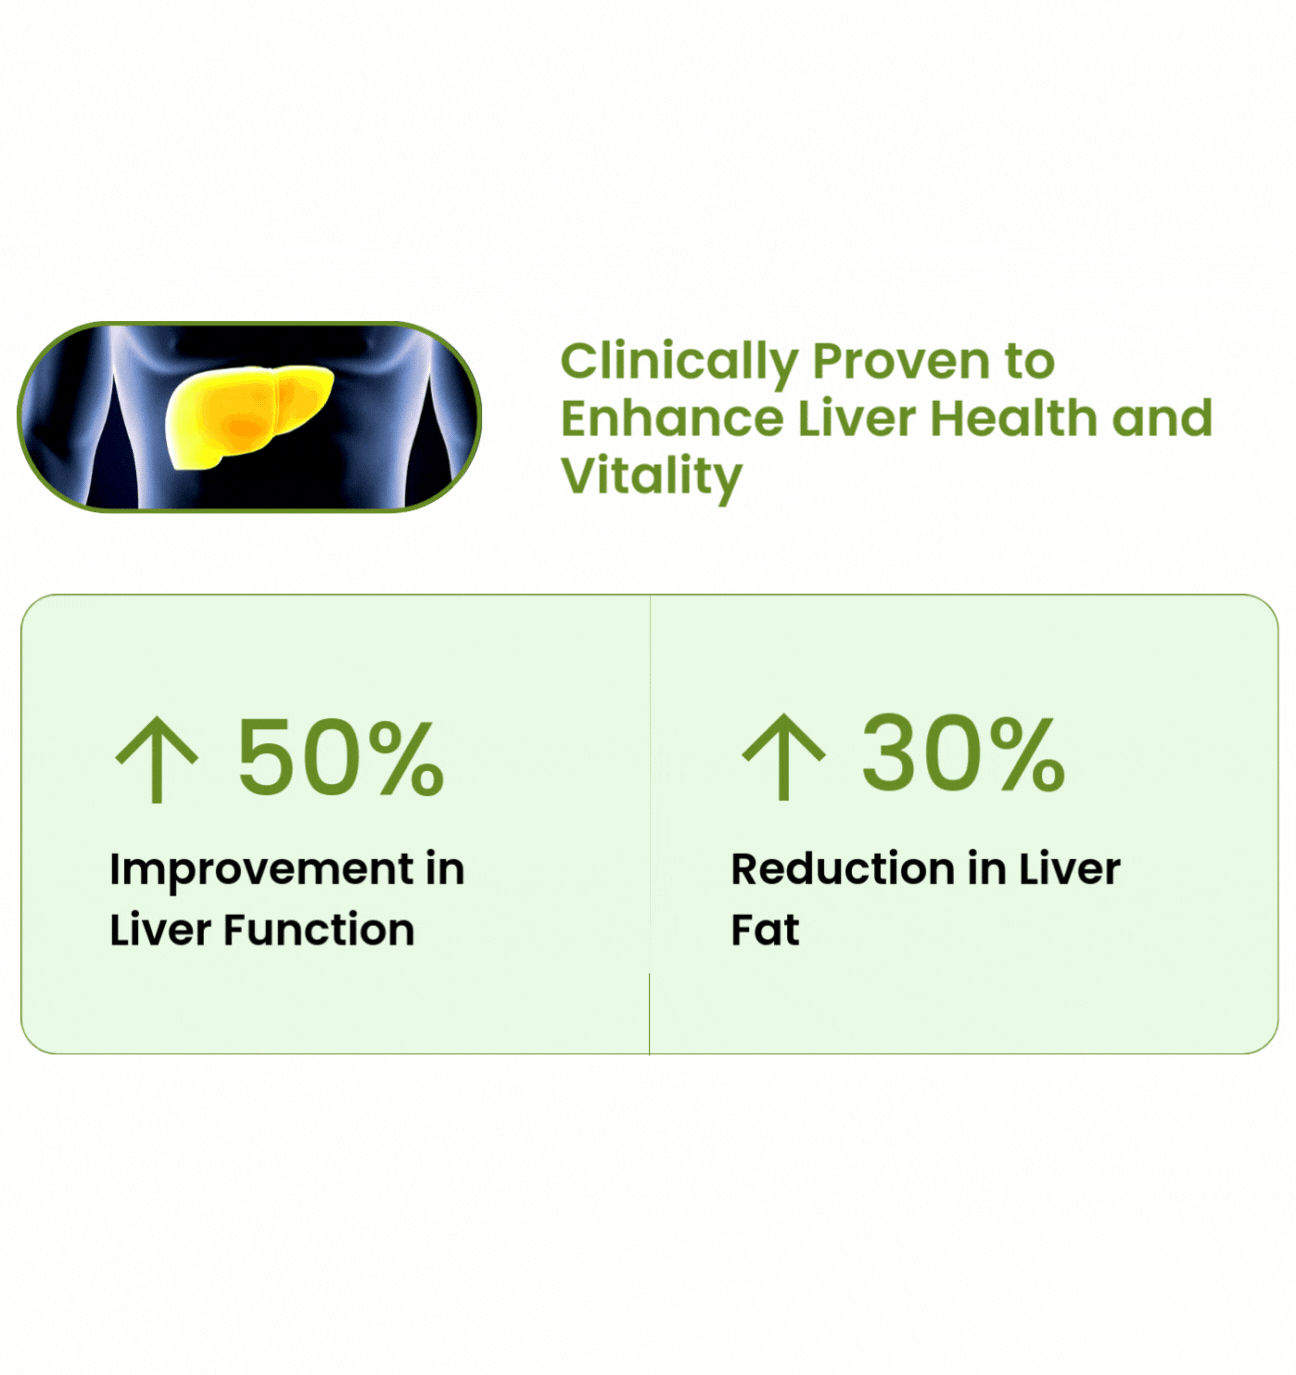 Clinically Proven to
Enhance Liver Health and
Vitality
↑ 50%
Improvement in
Liver Function
↑ 30%
Reduction in Liver
Fat